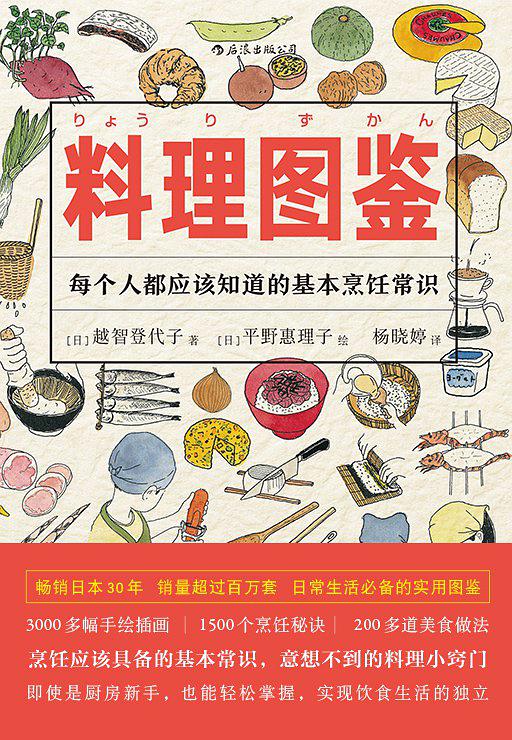 后浪出版公司
CHAUMES
CHAUMES
りょう り ず かん
料理图鉴
每个人都应该知道的基本烹饪常识
[日]越智登代子 著 [日]平野惠理子 绘 杨晓婷 译
畅销日本30年 销量超过百万套 日常生活必备的实用图鉴
3000多幅手绘插画 | 1500个烹饪秘诀 | 200多道美食做法
烹饪应该具备的基本常识，意想不到的料理小窍门
即使是厨房新手，也能轻松掌握，实现饮食生活的独立